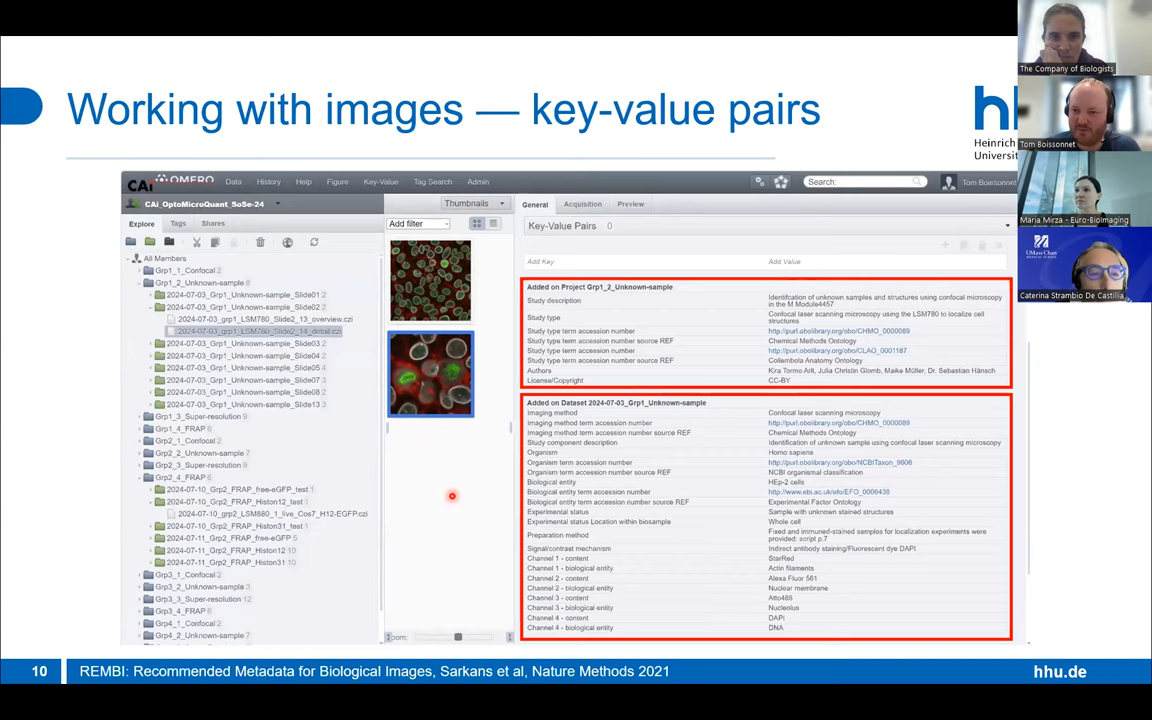 Working with images — key-value pairs
Heinrich
Universi
The Company of Biologists
Tom Boissonnet
Maria Mirza - Euro-BioImaging
UMass Chan
MEDICAL SCHOOL
Caterina Strambio De Castillia
CAi OMERO Data History Help Figure Key-Value Tag Search Admin Search: Tom Boissonnet
CAi_OptoMicroQuant_SoSe-24
Explore Tags Shares
All Members
Grp1_1_Confocal 2
Grp1_2_Unknown-sample 8
2024-07-03_grp1_Unknown-sample_Slide01 2
2024-07-03_grp1_Unknown-sample_Slide02 2
2024-07-03_grp1_LSM780_Slide2_13_overview.czi
2024-07-03_grp1_LSM780_Slide2_14_detail.czi
2024-07-03_grp1_Unknown-sample_Slide03 2
2024-07-03_grp1_Unknown-sample_Slide04 2
2024-07-03_grp1_Unknown-sample_Slide05 4
2024-07-03_grp1_Unknown-sample_Slide07 3
2024-07-03_grp1_Unknown-sample_Slide08 2
2024-07-03_grp1_Unknown-sample_Slide13 3
Grp1_3_Super-resolution 9
Grp1_4_FRAP 6
Grp2_1_Confocal 2
Grp2_2_Unknown-sample 7
Grp2_3_Super-resolution 9
Grp2_4_FRAP 6
2024-07-10_Grp2_FRAP_free-eGFP_test 1
2024-07-10_Grp2_FRAP_Histon12_test 1
2024-07-10_grp2_LSM880_1_live_Cos7_H12-EGFP.czi
2024-07-10_Grp2_FRAP_Histon31_test 1
2024-07-11_Grp2_FRAP_free-eGFP 5
2024-07-11_Grp2_FRAP_Histon12 10
2024-07-11_Grp2_FRAP_Histon31 10
Grp3_1_Confocal 2
Grp3_2_Unknown-sample 3
Grp3_3_Super-resolution 12
Grp3_4_FRAP 6
Grp4_1_Confocal 2
Grp4_2_Unknown-sample 7
Thumbnails
Add filter
Zoom:
General Acquisition Preview
Key-Value Pairs 0
Add Key Add Value
Added on Project Grp1_2_Unknown-sample
Study description Identifcation of unknown samples and structures using confocal microscopy
in the M Module4457
Study type Confocal laser scanning microscopy using the LSM780 to localize cell
structures
Study type term accession number http://purl.obolibrary.org/obo/CHMO_0000089
Study type term accession number source REF Chemical Methods Ontology
Study type term accession number http://purl.obolibrary.org/obo/CLAO_0001187
Study type term accession number source REF Collembola Anatomy Ontology
Authors Kira Tormo Arlt, Julia Christin Glomb, Maike Müller, Dr. Sebastian Hänsch
License/Copyright CC-BY
Added on Dataset 2024-07-03_Grp1_Unknown-sample
Imaging method Confocal laser scanning microscopy
Imaging method term accession number http://purl.obolibrary.org/obo/CHMO_0000089
Imaging method term accession number source REF Chemical Methods Ontology
Study component description Identification of unknown sample using confocal laser scanning microscopy
Organism Homo sapiens
Organism term accession number http://purl.obolibrary.org/obo/NCBITaxon_9606
Organism term accession number source REF NCBI organismal classification
Biological entity HEp-2 cells
Biological entity term accession number http://www.ebi.ac.uk/efo/EFO_0006438
Biological entity term accession number source REF Experimental Factor Ontology
Experimental status Sample with unknown stained structures
Experimental status Location within biosample Whole cell
Preparation method Fixed and immuned-stained samples for localization experiments were
provided: script p.7
Signal/contrast mechanism Indirect antibody staining/Fluorescent dye DAPI
Channel 1 - content StarRed
Channel 1 - biological entity Actin filaments
Channel 2 - content Alexa Fluor 561
Channel 2 - biological entity Nuclear membrane
Channel 3 - content Atto488
Channel 3 - biological entity Nucleolus
Channel 4 - content DAPI
Channel 4 - biological entity DNA
10 REMBI: Recommended Metadata for Biological Images, Sarkans et al, Nature Methods 2021 hhu.de